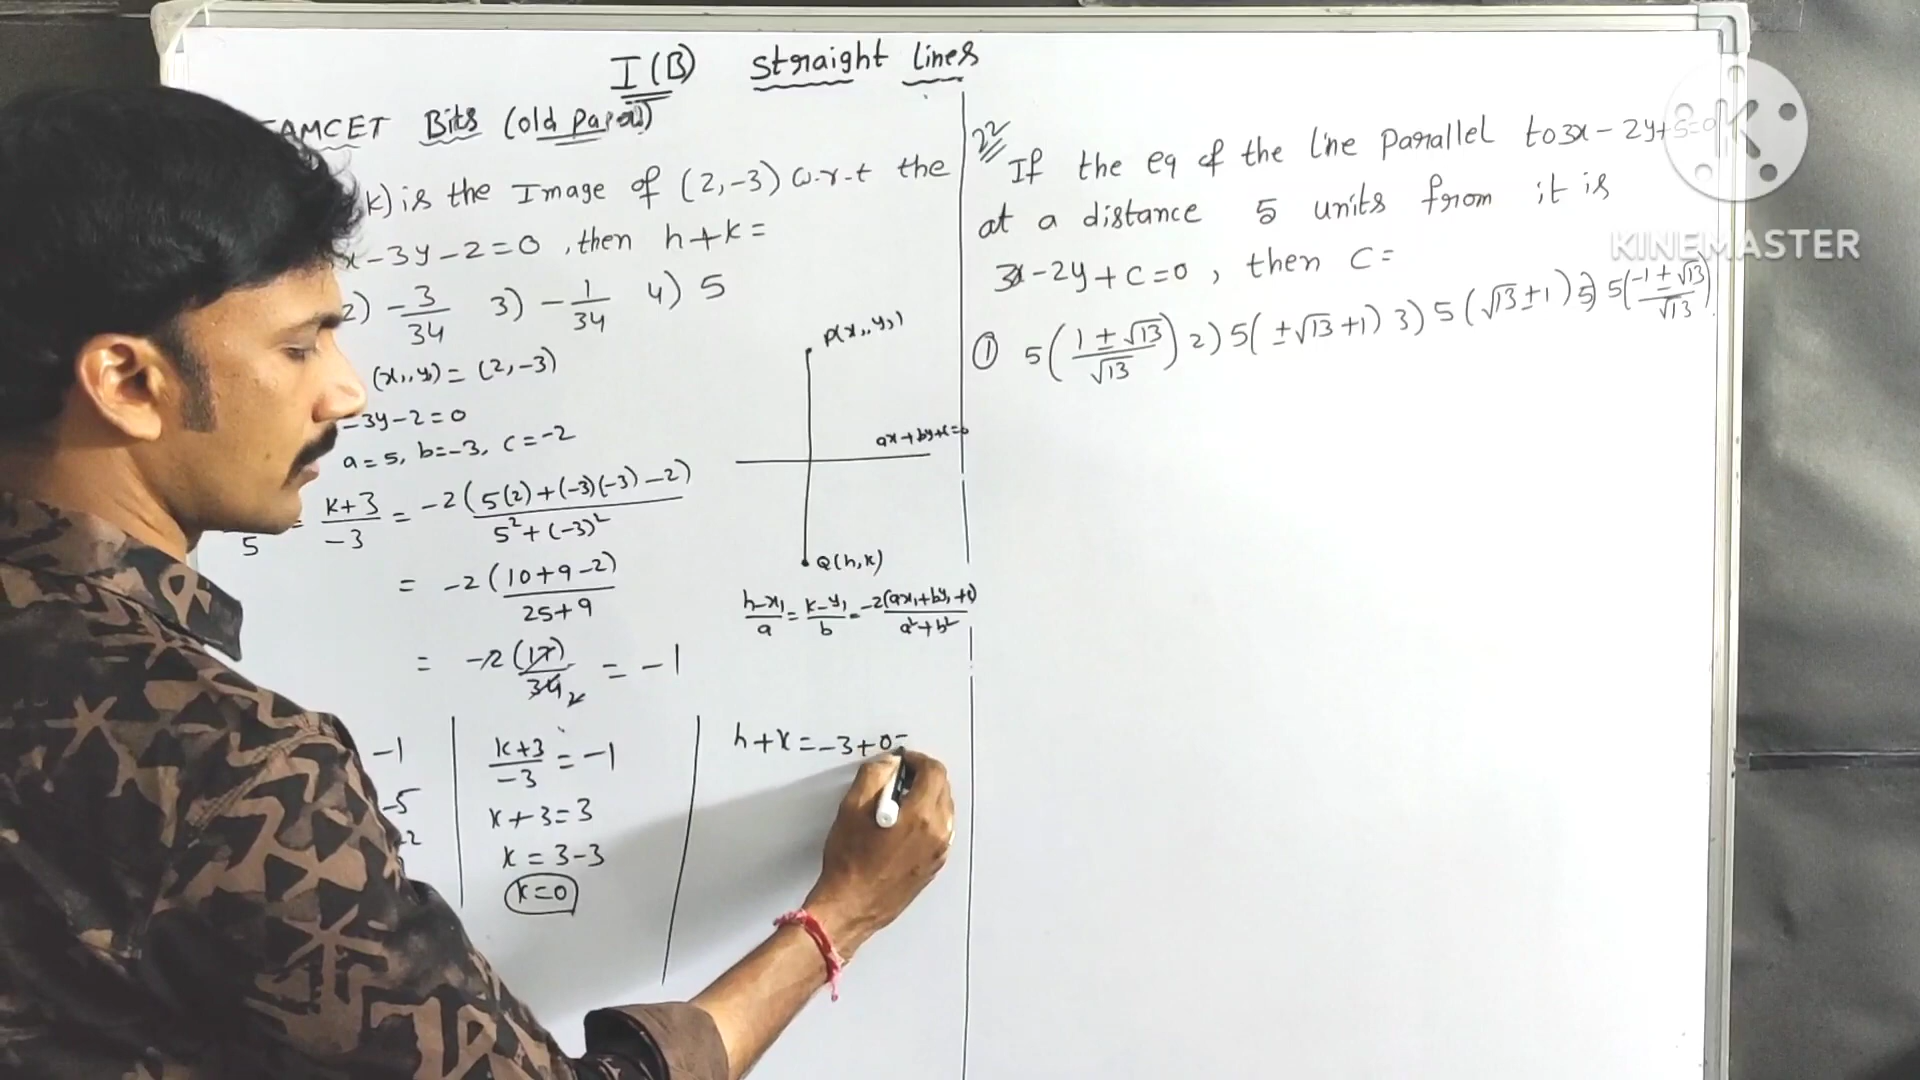 I(B) Straight Lines
EAMCET Bits (old Paper)
k) is the Image of (2,-3) w.r.t the
x-3y-2=0, then h+k=
2) -3/34 3) -1/34 4) 5
(x₁,y₁) = (2,-3)
-3y-2=0
a=5, b=-3, c=-2
5 = (k+3)/-3 = -2(5(2)+(-3)(-3)-2)/(5²+(-3)²)
= -2(10+9-2)/(25+9)
= -2(17)/34 2 = -1
-1
-5
-2
(k+3)/-3 = -1
k+3=3
k=3-3
k=0
h+k=-3+0=
P(x₁,y₁)
ax+by+c=0
Q(h,k)
(h-x₁)/a = (k-y₁)/b = -2(ax₁+by₁+c)/(a²+b²)
22
If the eq of the line parallel to 3x-2y+5=0
at a distance 5 units from it is
3x-2y+c=0, then c=
① 5((1±√13)/√13) 2) 5(±√13+1) 3) 5(√13±1) 5) 5((-1±√13)/√13)
K
KINEMASTER